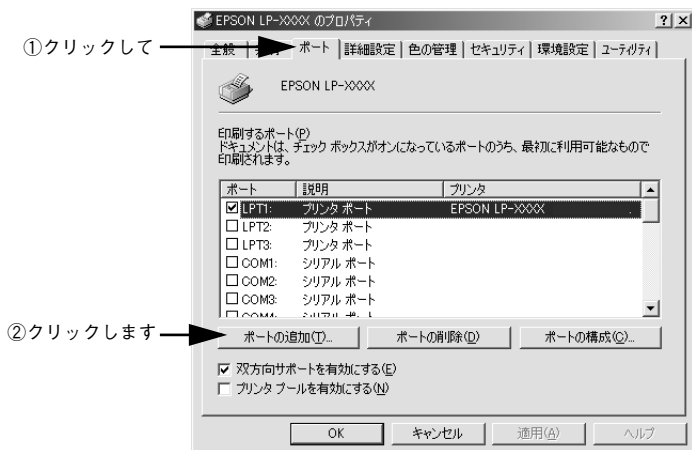 EPSON LP-XXXX のプロパティ
①クリックして
全般
ポート
詳細設定
色の管理
セキュリティ
環境設定
ユーティリティ
EPSON LP-XXXX
印刷するポート(P)
ドキュメントは、チェック ボックスがオンになっているポートのうち、最初に利用可能なもので
印刷されます。
ポート 説明 プリンタ
LPT1: プリンタ ポート EPSON LP-XXXX
LPT2: プリンタ ポート
LPT3: プリンタ ポート
COM1: シリアル ポート
COM2: シリアル ポート
COM3: シリアル ポート
COM4: シリアル ポート
②クリックします
ポートの追加(T)... ポートの削除(D) ポートの構成(C)...
双方向サポートを有効にする(E)
プリンタ プールを有効にする(N)
OK キャンセル 適用(A) ヘルプ